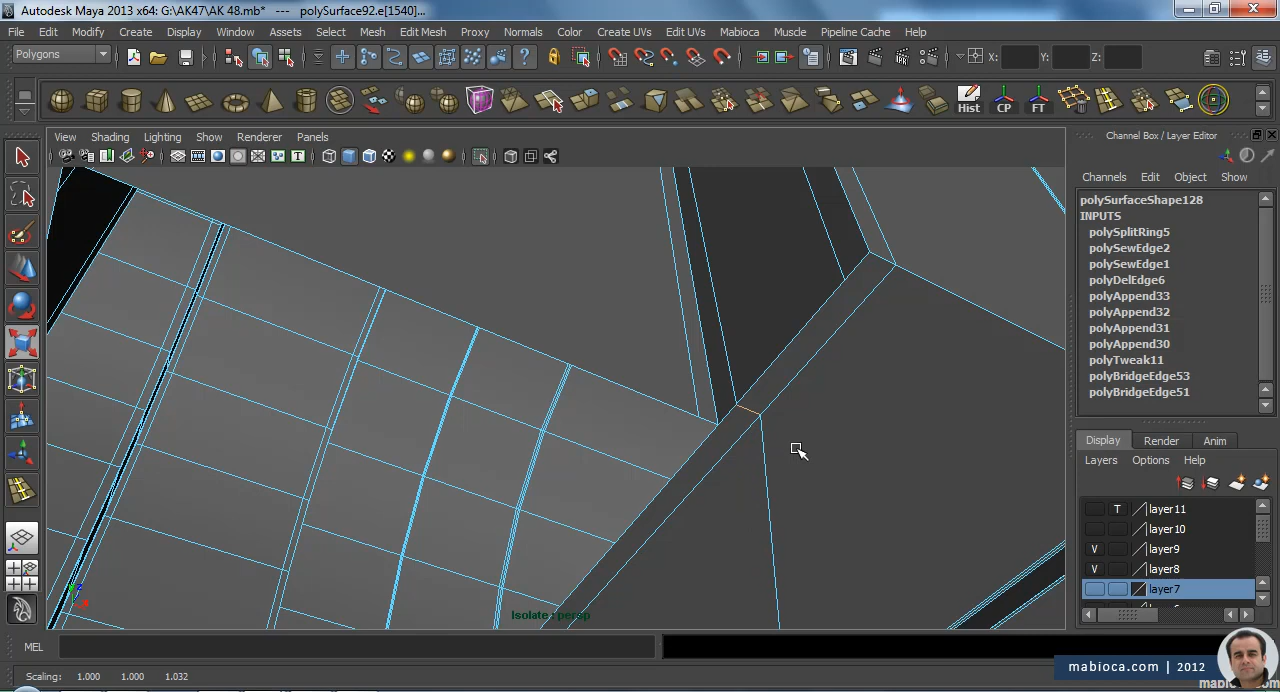 Autodesk Maya 2013 x64: G:\AK47\AK 48.mb* --- polySurface92.e[1540]...
File Edit Modify Create Display Window Assets Select Mesh Edit Mesh Proxy Normals Color Create UVs Edit UVs Mabioca Muscle Pipeline Cache Help
Polygons X: Y: Z:
Hist CP FT
View Shading Lighting Show Renderer Panels
Channel Box / Layer Editor
Channels Edit Object Show
polySurfaceShape128
INPUTS
polySplitRing5
polySewEdge2
polySewEdge1
polyDelEdge6
polyAppend33
polyAppend32
polyAppend31
polyAppend30
polyTweak11
polyBridgeEdge53
polyBridgeEdge51
Display Render Anim
Layers Options Help
T layer11
layer10
V layer9
V layer8
layer7
Isolate : persp
MEL
mabioca.com | 2012
Scaling: 1.000 1.000 1.032
mabioca.com